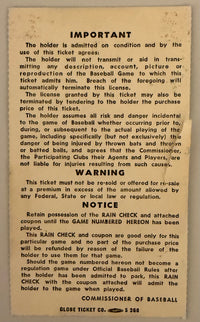 IMPORTANT
The holder is admitted on condition and by the
use of this ticket agrees:
The holder will not transmit or aid in trans-
mitting any description, account, picture or
reproduction of the Baseball Game to which this
ticket admits him. Breach of the foregoing will
automatically terminate this license.
The license granted by this ticket may also be
terminated by tendering to the holder the purchase
price of this ticket.
The holder assumes all risk and danger incidental
to the game of Baseball whether occurring prior to,
during, or subsequent to the actual playing of the
game, including specifically (but not exclusively) the
danger of being injured by thrown bats and thrown
or batted balls, and agrees that the Commissioner,
the Participating Clubs their Agents and Players, are
not liable for injuries resulting from such causes.
WARNING
This ticket must not be re-sold or offered for re-sale
at a premium in excess of the amount allowed by
any Federal, State or local law or regulation.
NOTICE
Retain possession of the RAIN CHECK and attached
coupon until the GAME NUMBERED HEREON has been
played.
This RAIN CHECK and coupon are good only for this
particular game and no part of the purchase price
will be refunded by reason of the failure of the
holder to use them for that game.
Should the game numbered hereon not become a
regulation game under Official Baseball Rules after
the holder has been admitted to park, this RAIN
CHECK with the coupon attached will admit the
holder to the game when played.
COMMISSIONER OF BASEBALL
GLOBE TICKET CO. S 268